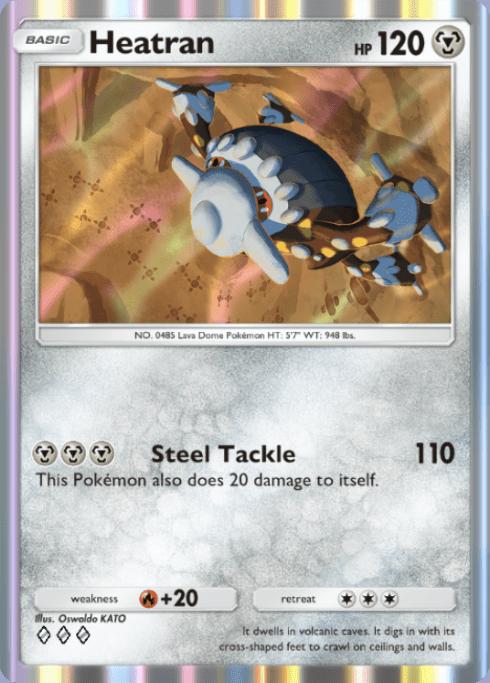 BASIC Heatran HP 120
NO. 0485 Lava Dome Pokémon HT: 5'7" WT: 948 lbs.
Steel Tackle 110
This Pokémon also does 20 damage to itself.
weakness +20 retreat
Illus. Oswaldo KATO
It dwells in volcanic caves. It digs in with its
cross-shaped feet to crawl on ceilings and walls.